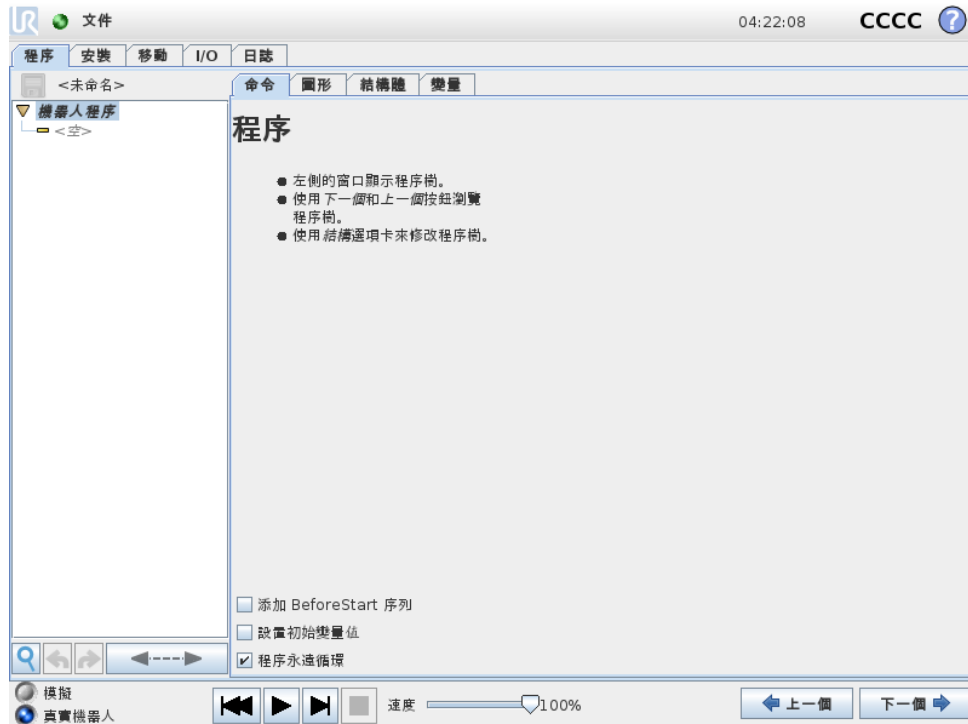 UR 文件 04:22:08 CCCC ?
程序 安裝 移動 I/O 日誌
<未命名> 命令 圖形 結構體 變量
機器人程序
<空>
程序
左側的窗口顯示程序樹。
使用下一個和上一個按鈕瀏覽
程序樹。
使用結構選項卡來修改程序樹。
添加 BeforeStart 序列
設置初始變量值
程序永遠循環
模擬
真實機器人
速度 100% 上一個 下一個